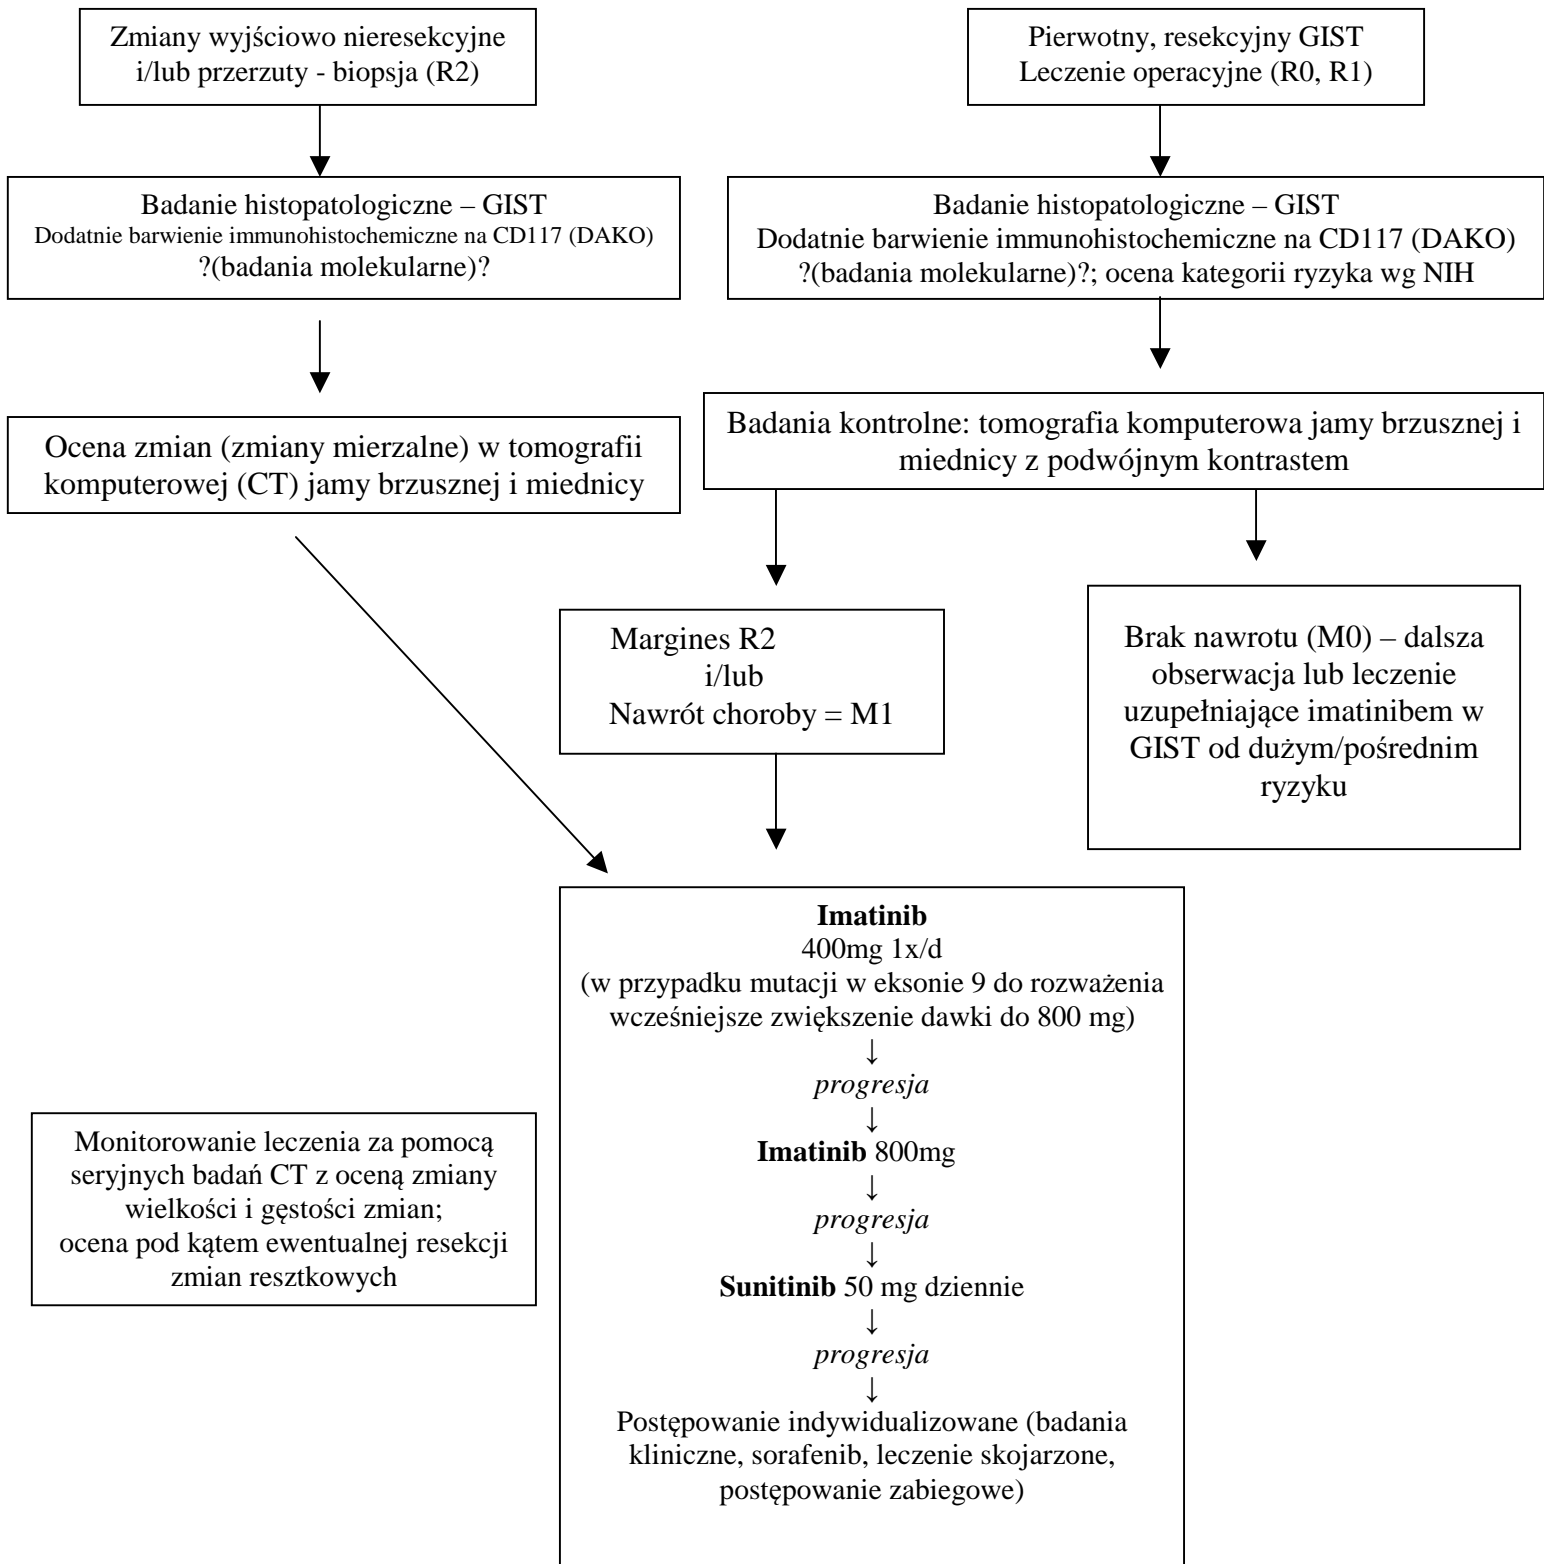 Zmiany wyjściowo nieresekcyjne
i/lub przerzuty - biopsja (R2)
Pierwotny, resekcyjny GIST
Leczenie operacyjne (R0, R1)
Badanie histopatologiczne – GIST
Dodatnie barwienie immunohistochemiczne na CD117 (DAKO)
?(badania molekularne)?
Badanie histopatologiczne – GIST
Dodatnie barwienie immunohistochemiczne na CD117 (DAKO)
?(badania molekularne)?; ocena kategorii ryzyka wg NIH
Ocena zmian (zmiany mierzalne) w tomografii
komputerowej (CT) jamy brzusznej i miednicy
Badania kontrolne: tomografia komputerowa jamy brzusznej i
miednicy z podwójnym kontrastem
Margines R2
i/lub
Nawrót choroby = M1
Brak nawrotu (M0) – dalsza
obserwacja lub leczenie
uzupełniające imatinibem w
GIST od dużym/pośrednim
ryzyku
Imatinib
400mg 1x/d
(w przypadku mutacji w eksonie 9 do rozważenia
wcześniejsze zwiększenie dawki do 800 mg)
↓
progresja
↓
Imatinib 800mg
↓
progresja
↓
Sunitinib 50 mg dziennie
↓
progresja
↓
Postępowanie indywidualizowane (badania
kliniczne, sorafenib, leczenie skojarzone,
postępowanie zabiegowe)
Monitorowanie leczenia za pomocą
seryjnych badań CT z oceną zmiany
wielkości i gęstości zmian;
ocena pod kątem ewentualnej resekcji
zmian resztkowych